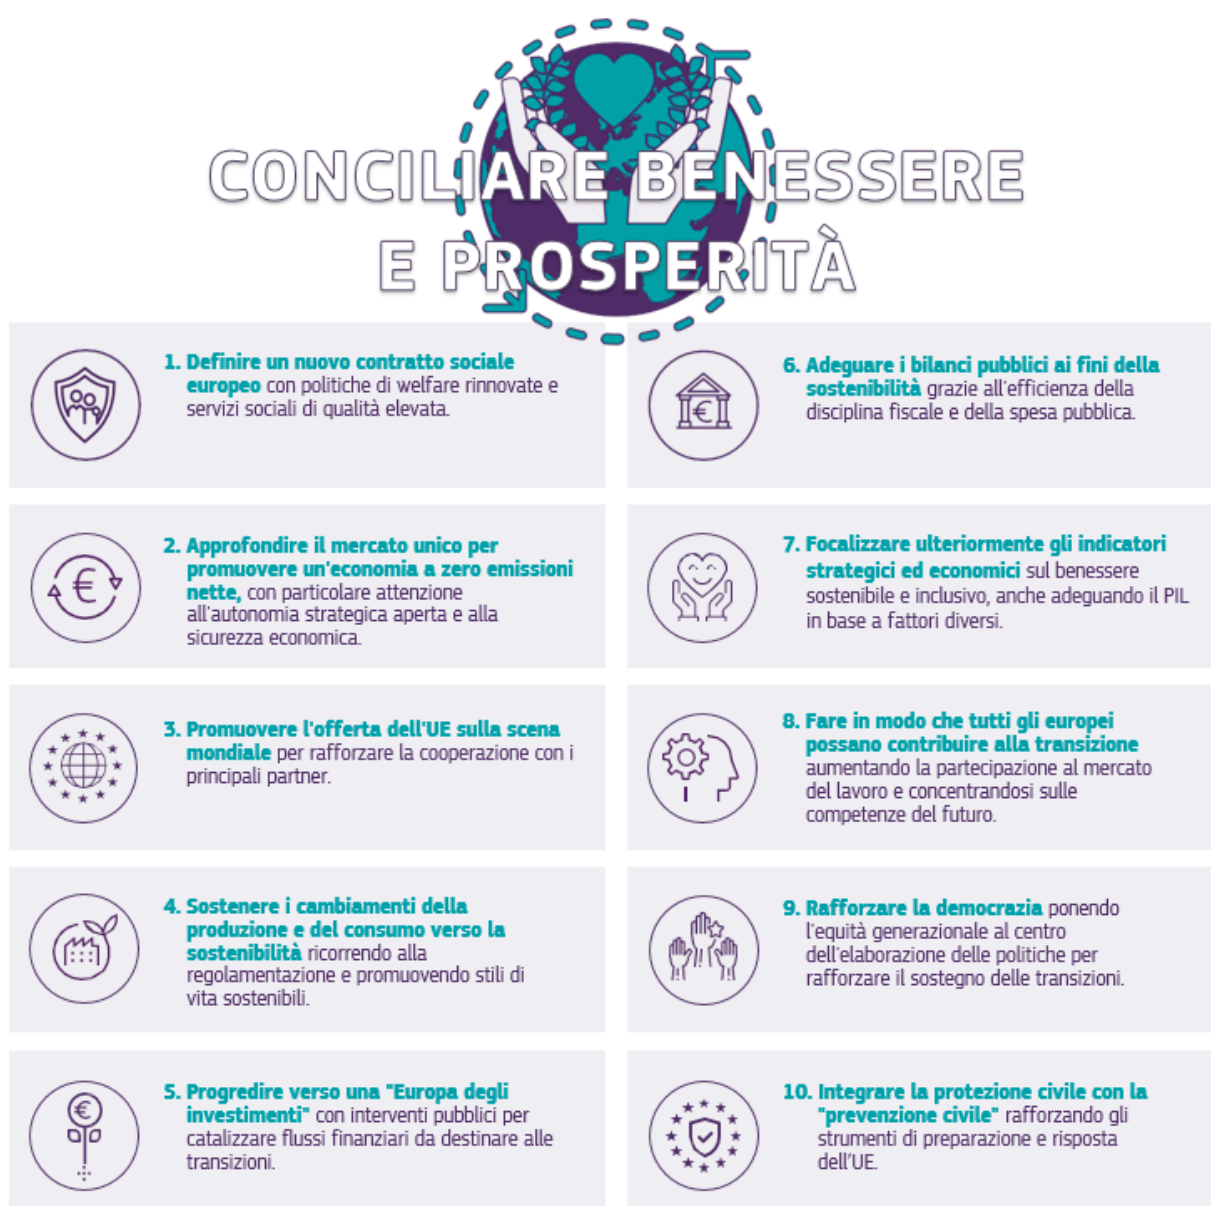 CONCILIARE BENESSERE
E PROSPERITÀ
1. Definire un nuovo contratto sociale
europeo con politiche di welfare rinnovate e
servizi sociali di qualità elevata.
2. Approfondire il mercato unico per
promuovere un'economia a zero emissioni
nette, con particolare attenzione
all'autonomia strategica aperta e alla
sicurezza economica.
3. Promuovere l'offerta dell'UE sulla scena
mondiale per rafforzare la cooperazione con i
principali partner.
4. Sostenere i cambiamenti della
produzione e del consumo verso la
sostenibilità ricorrendo alla
regolamentazione e promuovendo stili di
vita sostenibili.
5. Progredire verso una "Europa degli
investimenti" con interventi pubblici per
catalizzare flussi finanziari da destinare alle
transizioni.
6. Adeguare i bilanci pubblici ai fini della
sostenibilità grazie all'efficienza della
disciplina fiscale e della spesa pubblica.
7. Focalizzare ulteriormente gli indicatori
strategici ed economici sul benessere
sostenibile e inclusivo, anche adeguando il PIL
in base a fattori diversi.
8. Fare in modo che tutti gli europei
possano contribuire alla transizione
aumentando la partecipazione al mercato
del lavoro e concentrandosi sulle
competenze del futuro.
9. Rafforzare la democrazia ponendo
l'equità generazionale al centro
dell'elaborazione delle politiche per
rafforzare il sostegno delle transizioni.
10. Integrare la protezione civile con la
"prevenzione civile" rafforzando gli
strumenti di preparazione e risposta
dell'UE.